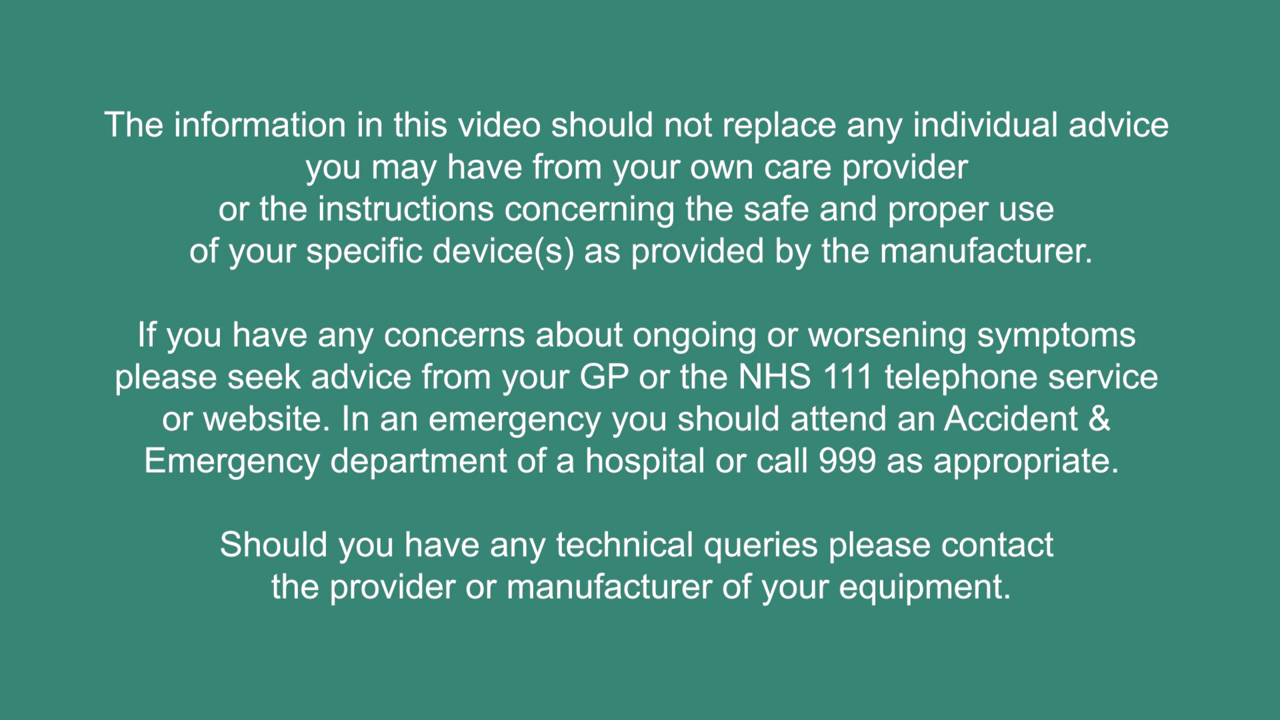 The information in this video should not replace any individual advice
you may have from your own care provider
or the instructions concerning the safe and proper use
of your specific device(s) as provided by the manufacturer.
If you have any concerns about ongoing or worsening symptoms
please seek advice from your GP or the NHS 111 telephone service
or website. In an emergency you should attend an Accident &
Emergency department of a hospital or call 999 as appropriate.
Should you have any technical queries please contact
the provider or manufacturer of your equipment.